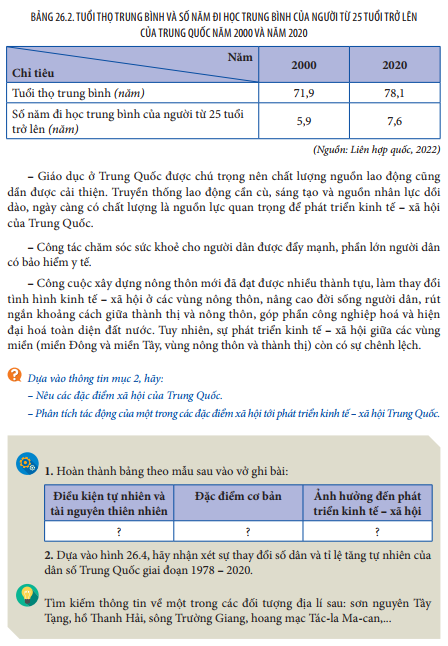 BẢNG 26.2. TUỔI THỌ TRUNG BÌNH VÀ SỐ NĂM ĐI HỌC TRUNG BÌNH CỦA NGƯỜI TỪ 25 TUỔI TRỞ LÊN
CỦA TRUNG QUỐC NĂM 2000 VÀ NĂM 2020
Năm
Chỉ tiêu
2000
2020
Tuổi thọ trung bình (năm)
71,9
78,1
Số năm đi học trung bình của người từ 25 tuổi
trở lên (năm)
5,9
7,6
(Nguồn: Liên hợp quốc, 2022)
– Giáo dục ở Trung Quốc được chú trọng nên chất lượng nguồn lao động cũng
dần được cải thiện. Truyền thống lao động cần cù, sáng tạo và nguồn nhân lực dồi
dào, ngày càng có chất lượng là nguồn lực quan trọng để phát triển kinh tế – xã hội
của Trung Quốc.
– Công tác chăm sóc sức khoẻ cho người dân được đẩy mạnh, phần lớn người dân
có bảo hiểm y tế.
– Công cuộc xây dựng nông thôn mới đã đạt được nhiều thành tựu, làm thay đổi
tình hình kinh tế – xã hội ở các vùng nông thôn, nâng cao đời sống người dân, rút
ngắn khoảng cách giữa thành thị và nông thôn, góp phần công nghiệp hoá và hiện
đại hoá toàn diện đất nước. Tuy nhiên, sự phát triển kinh tế – xã hội giữa các vùng
miền (miền Đông và miền Tây, vùng nông thôn và thành thị) còn có sự chênh lệch.
? Dựa vào thông tin mục 2, hãy:
– Nêu các đặc điểm xã hội của Trung Quốc.
– Phân tích tác động của một trong các đặc điểm xã hội tới phát triển kinh tế – xã hội Trung Quốc.
1. Hoàn thành bảng theo mẫu sau vào vở ghi bài:
Điều kiện tự nhiên và
tài nguyên thiên nhiên
Đặc điểm cơ bản
Ảnh hưởng đến phát
triển kinh tế – xã hội
?
?
?
2. Dựa vào hình 26.4, hãy nhận xét sự thay đổi số dân và tỉ lệ tăng tự nhiên của
dân số Trung Quốc giai đoạn 1978 – 2020.
Tìm kiếm thông tin về một trong các đối tượng địa lí sau: sơn nguyên Tây
Tạng, hồ Thanh Hải, sông Trường Giang, hoang mạc Tác-la Ma-can,...